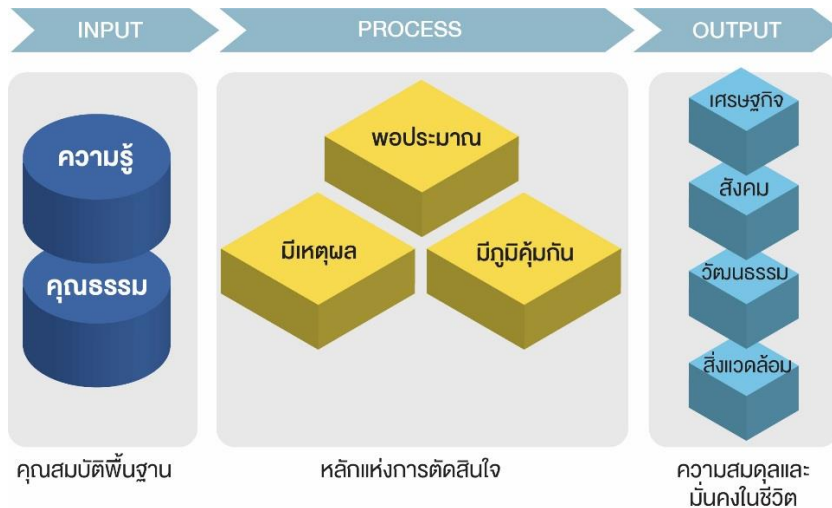 INPUT
PROCESS
OUTPUT
ความรู้
คุณธรรม
พอประมาณ
มีเหตุผล
มีภูมิคุ้มกัน
เศรษฐกิจ
สังคม
วัฒนธรรม
สิ่งแวดล้อม
คุณสมบัติพื้นฐาน
หลักแห่งการตัดสินใจ
ความสมดุลและ
มั่นคงในชีวิต